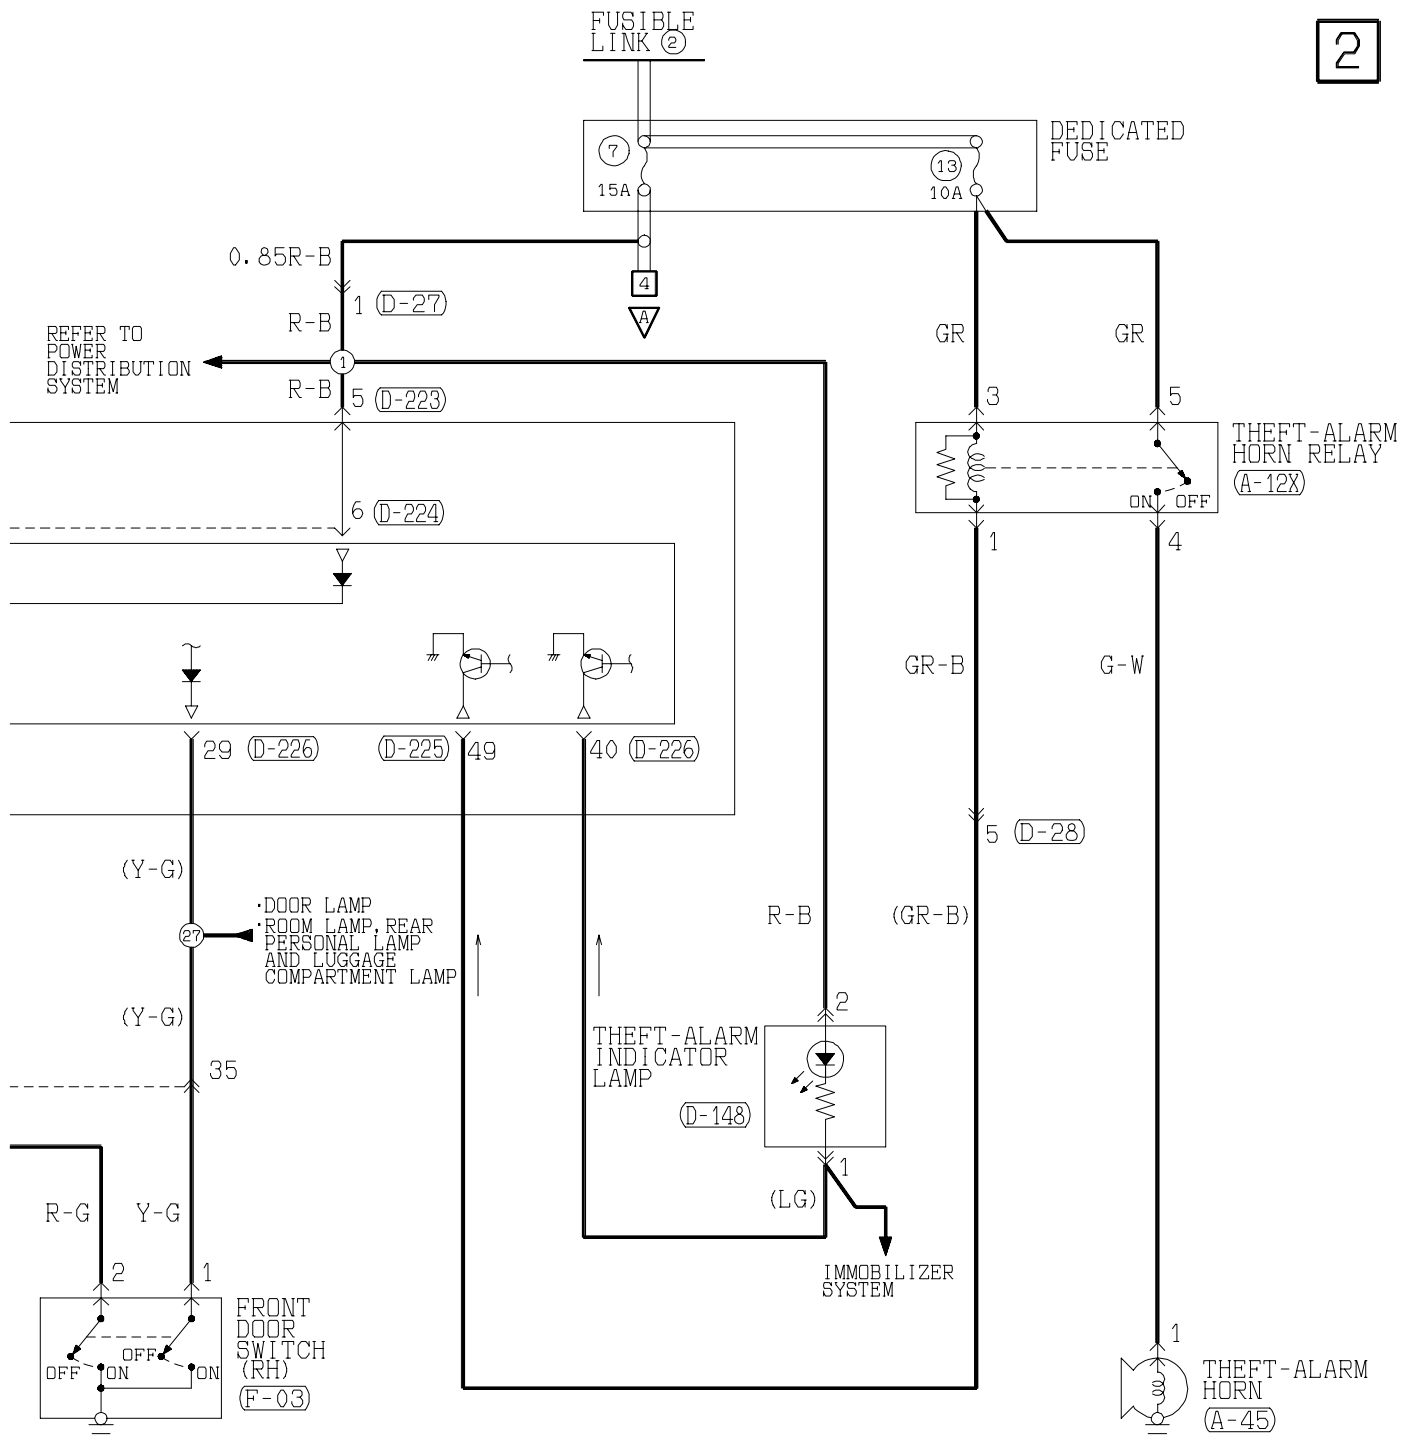 FUSIBLE
LINK 2
2
DEDICATED
FUSE
7
15A
13
10A
0.85R-B
4
A
1 (D-27)
R-B
REFER TO
POWER
DISTRIBUTION
SYSTEM
1
R-B
5 (D-223)
GR
GR
3
5
THEFT-ALARM
HORN RELAY
(A-12X)
ON OFF
6 (D-224)
1
4
GR-B
G-W
29 (D-226)
(D-225) 49
40 (D-226)
5 (D-28)
(Y-G)
27
·DOOR LAMP
·ROOM LAMP,REAR
PERSONAL LAMP
AND LUGGAGE
COMPARTMENT LAMP
R-B
(GR-B)
(Y-G)
35
2
THEFT-ALARM
INDICATOR
LAMP
(D-148)
1
(LG)
IMMOBILIZER
SYSTEM
R-G
Y-G
2
1
FRONT
DOOR
SWITCH
(RH)
(F-03)
OFF ON
OFF ON
1
THEFT-ALARM
HORN
(A-45)